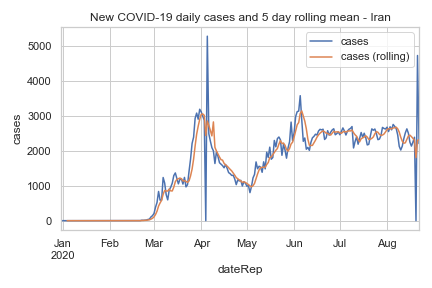 New COVID-19 daily cases and 5 day rolling mean - Iran
cases
cases (rolling)
5000
4000
3000
2000
1000
0
cases
Jan Feb Mar Apr May Jun Jul Aug
2020
dateRep